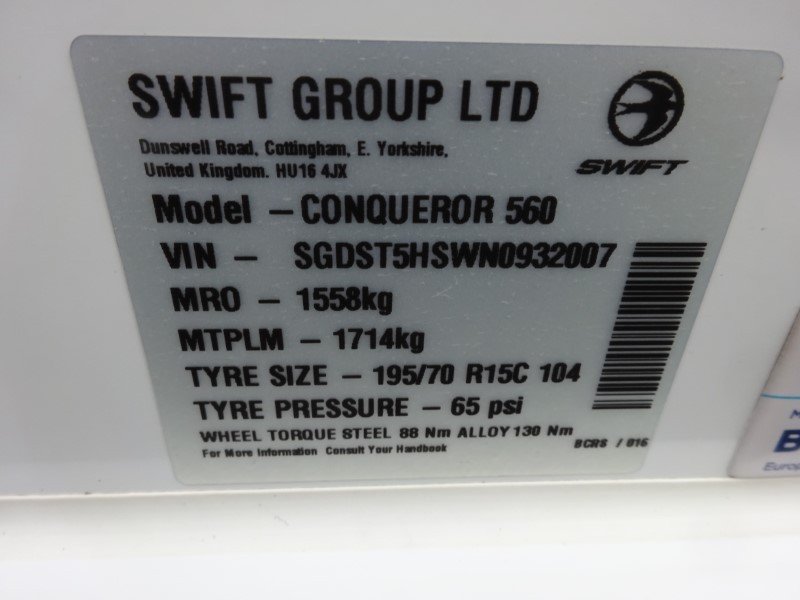 SWIFT GROUP LTD
SWIFT
Dunswell Road, Cottingham, E. Yorkshire,
United Kingdom. HU16 4JX
Model – CONQUEROR 560
VIN – SGDST5HSWN0932007
MRO – 1558kg
MTPLM – 1714kg
TYRE SIZE – 195/70 R15C 104
TYRE PRESSURE – 65 psi
WHEEL TORQUE STEEL 88 Nm ALLOY 130 Nm
BCRS / 016
For More Information Consult Your Handbook